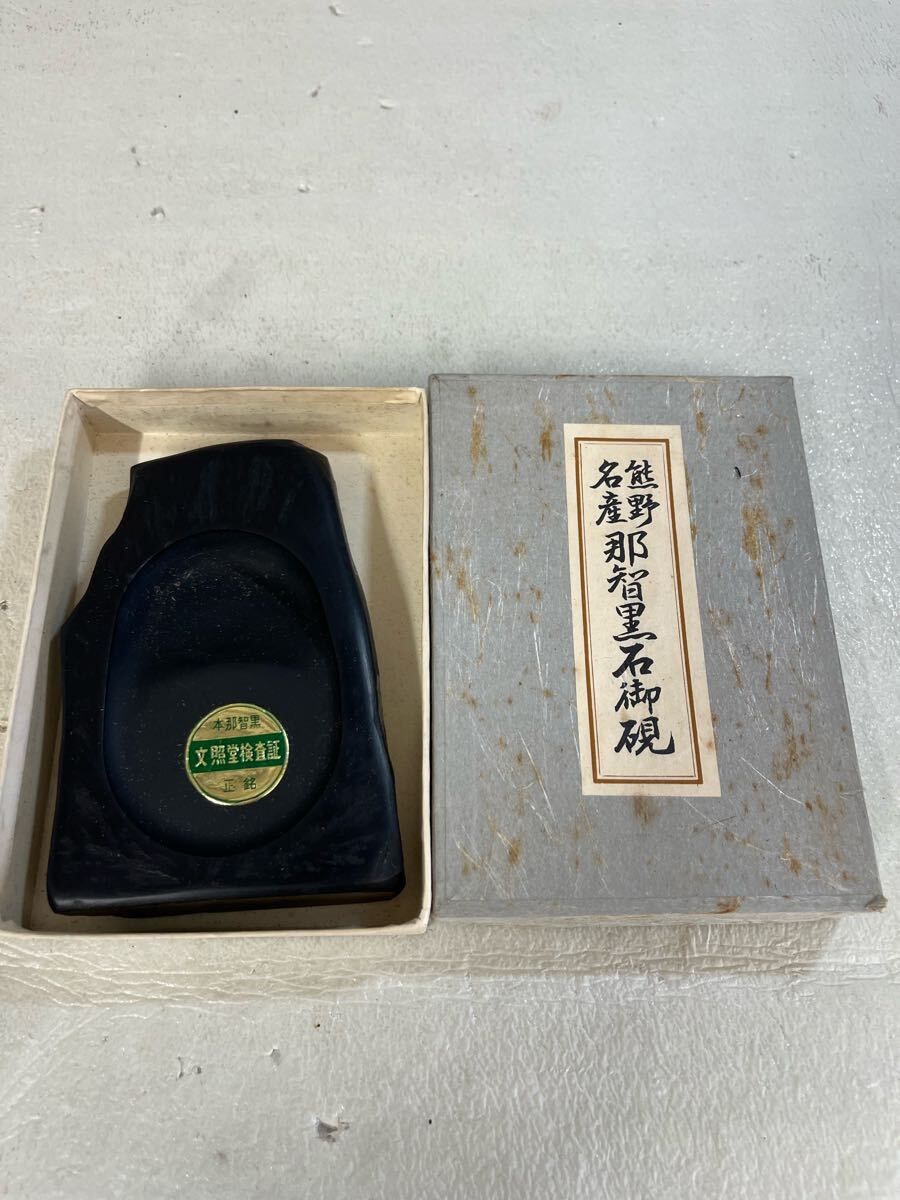 本那智黒
文照堂検査証
正銘
熊野
名産
那智黒石御硯